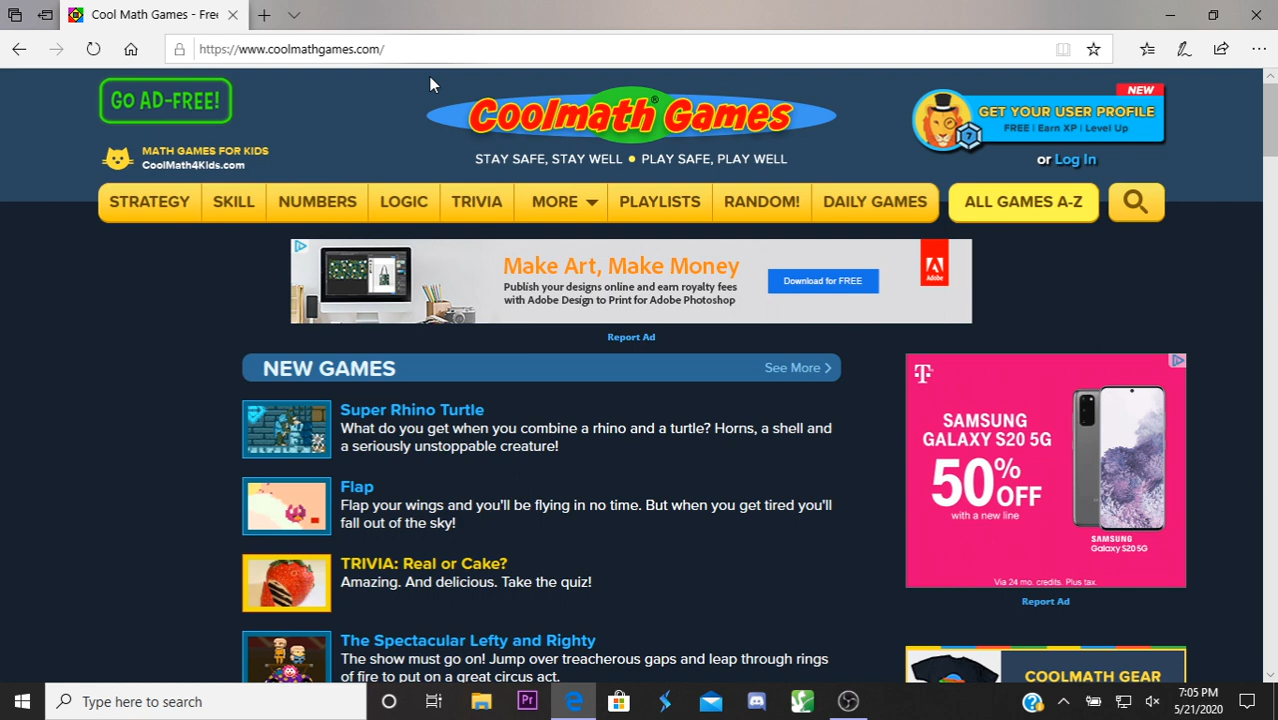 Cool Math Games - Fre
https://www.coolmathgames.com/
GO AD-FREE!
MATH GAMES FOR KIDS
CoolMath4Kids.com
Coolmath Games®
STAY SAFE, STAY WELL ● PLAY SAFE, PLAY WELL
NEW
GET YOUR USER PROFILE
FREE | Earn XP | Level Up
7
or Log In
STRATEGY SKILL NUMBERS LOGIC TRIVIA MORE PLAYLISTS RANDOM! DAILY GAMES ALL GAMES A-Z
Make Art, Make Money
Publish your designs online and earn royalty fees
with Adobe Design to Print for Adobe Photoshop
Download for FREE
Adobe
Report Ad
NEW GAMES See More >
Super Rhino Turtle
What do you get when you combine a rhino and a turtle? Horns, a shell and
a seriously unstoppable creature!
Flap
Flap your wings and you'll be flying in no time. But when you get tired you'll
fall out of the sky!
TRIVIA: Real or Cake?
Amazing. And delicious. Take the quiz!
The Spectacular Lefty and Righty
The show must go on! Jump over treacherous gaps and leap through rings
of fire to put on a great circus act.
T
SAMSUNG
GALAXY S20 5G
50% OFF
with a new line
SAMSUNG
Galaxy S20 5G
Via 24 mo. credits. Plus tax.
Report Ad
COOLMATH GEAR
Type here to search
Pr
7:05 PM
5/21/2020